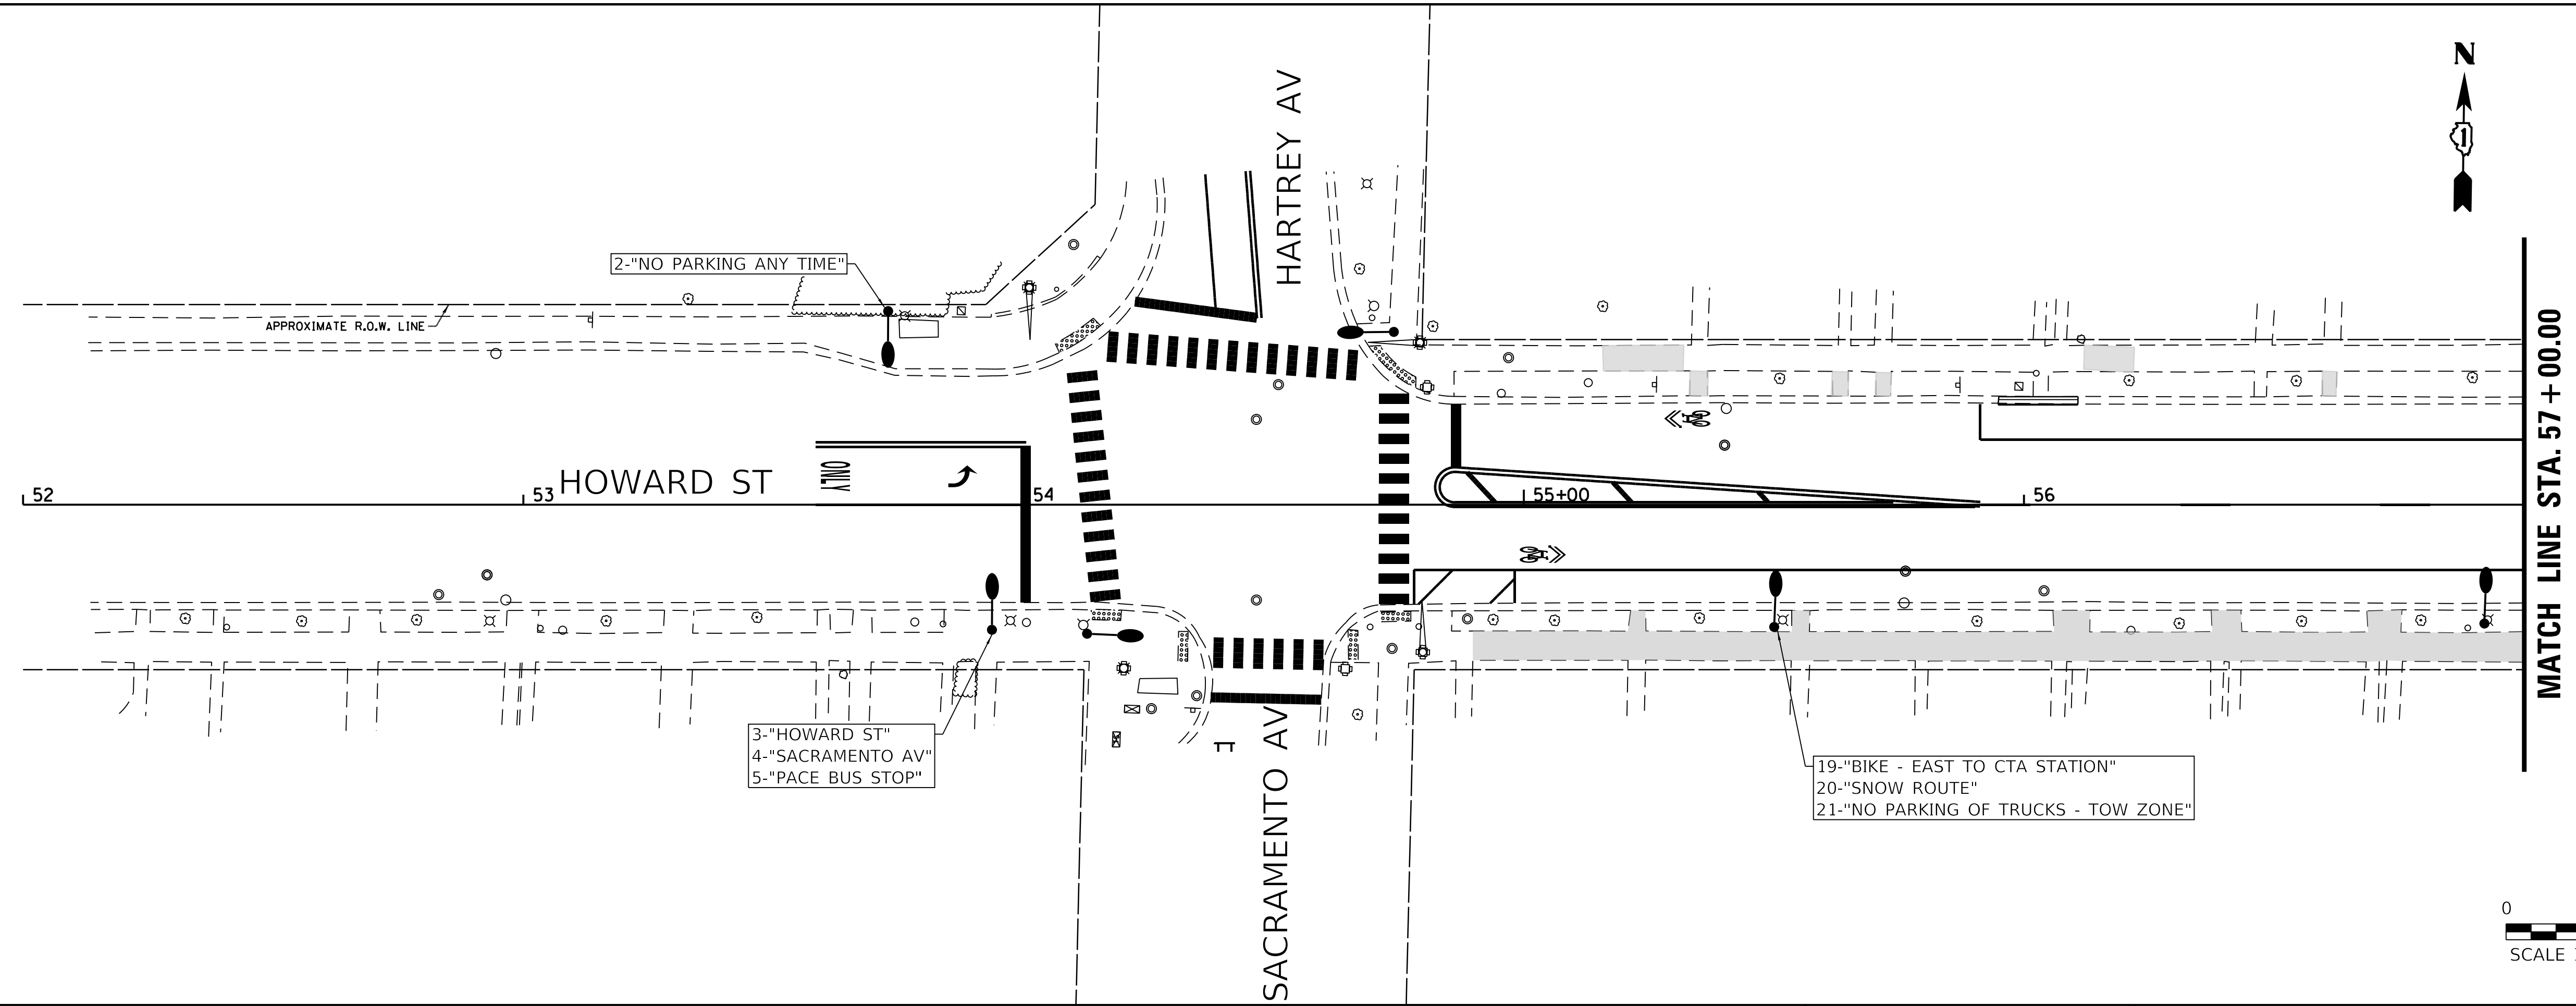 N
1
HARTREY AV
2-"NO PARKING ANY TIME"
APPROXIMATE R.O.W. LINE
MATCH LINE STA. 57+00.00
HOWARD ST
ONLY
52
53
54
55+00
56
3-"HOWARD ST"
4-"SACRAMENTO AV"
5-"PACE BUS STOP"
SACRAMENTO AV
19-"BIKE - EAST TO CTA STATION"
20-"SNOW ROUTE"
21-"NO PARKING OF TRUCKS - TOW ZONE"
0
SCALE